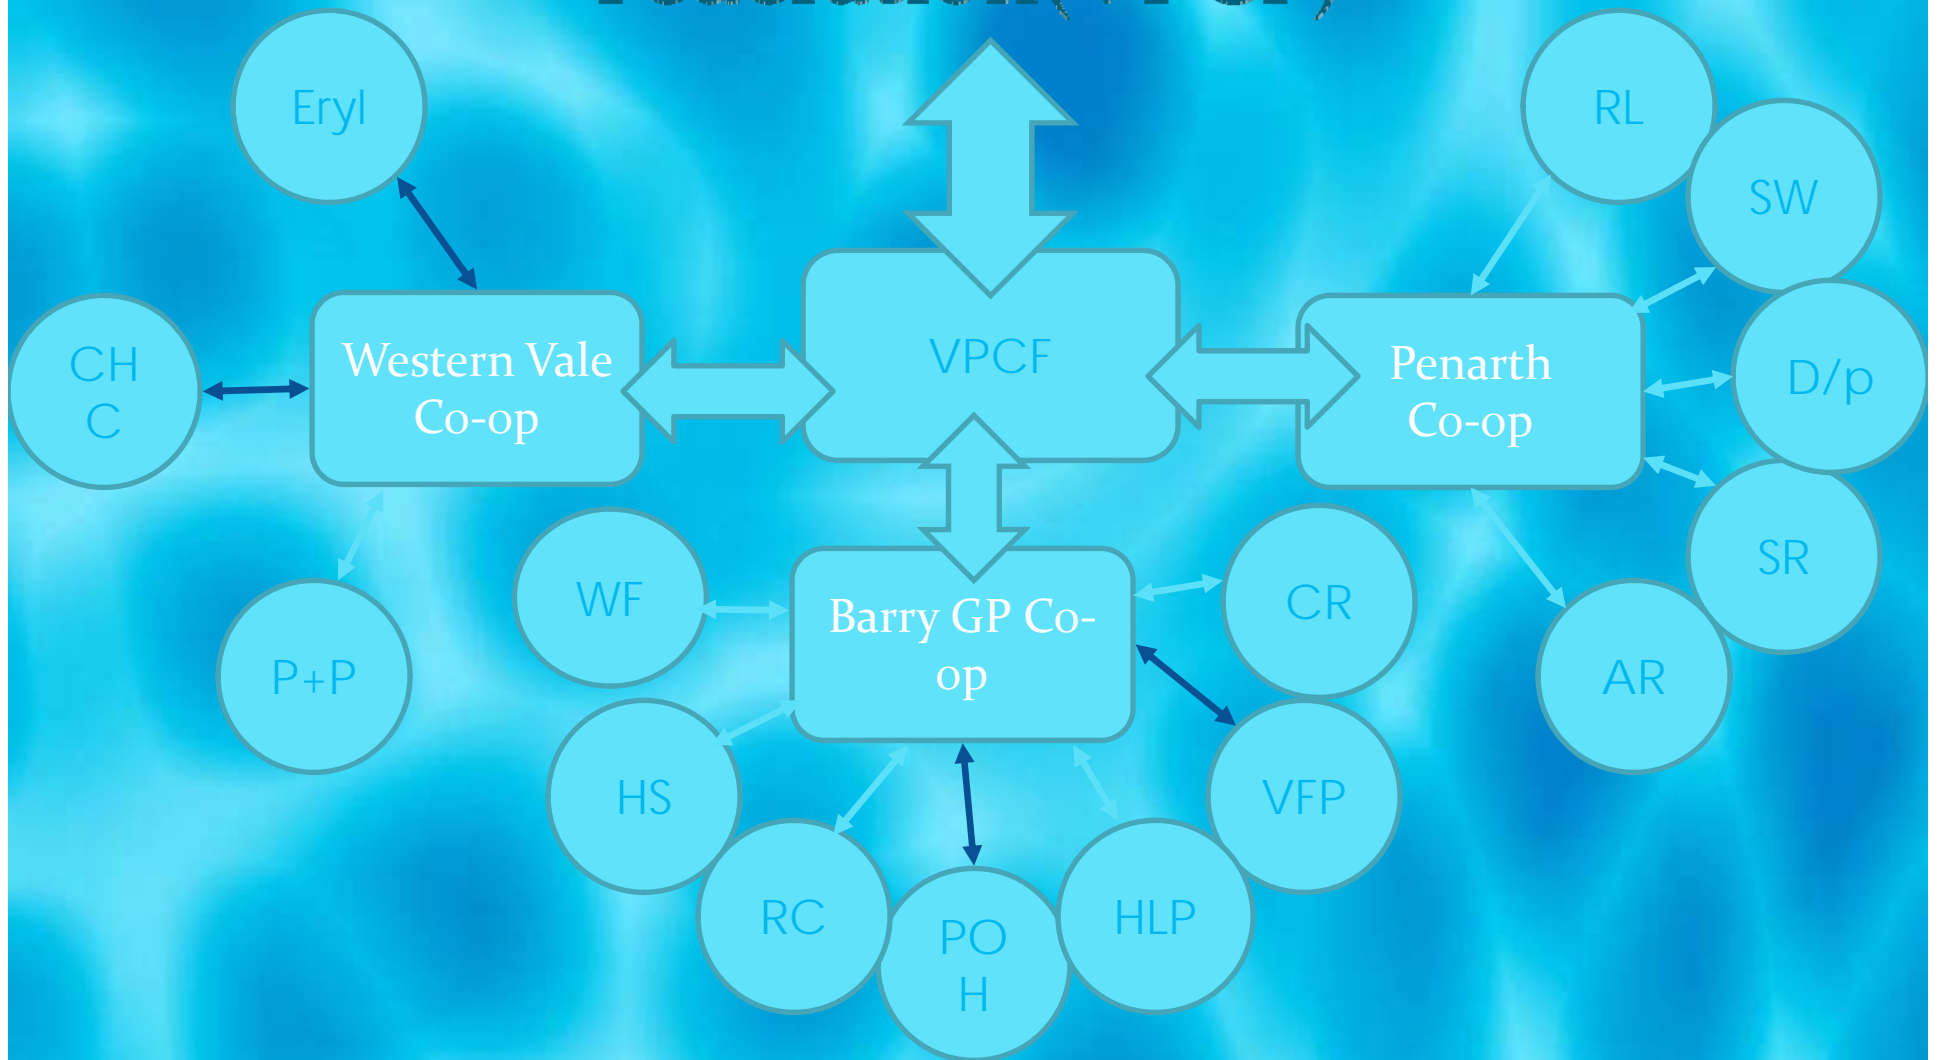 Eryl
RL
SW
CH
C
Western Vale
Co-op
VPCF
Penarth
Co-op
D/p
WF
Barry GP Co-
op
CR
SR
P+P
AR
HS
VFP
RC
PO
H
HLP